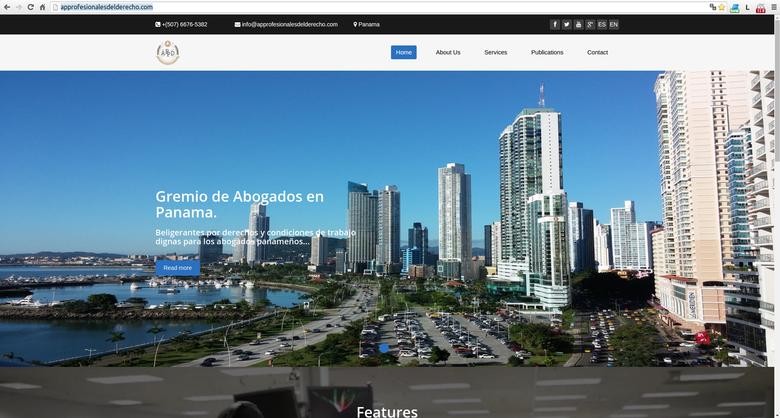 approfesionalesdelderecho.com
+(507) 6676-5382
info@approfesionalesdelderecho.com
Panama
ES
EN
Home
About Us
Services
Publications
Contact
Gremio de Abogados en
Panama.
Beligerantes por derechos y condiciones de trabajo
dignas para los abogados panameños...
Read more
Features